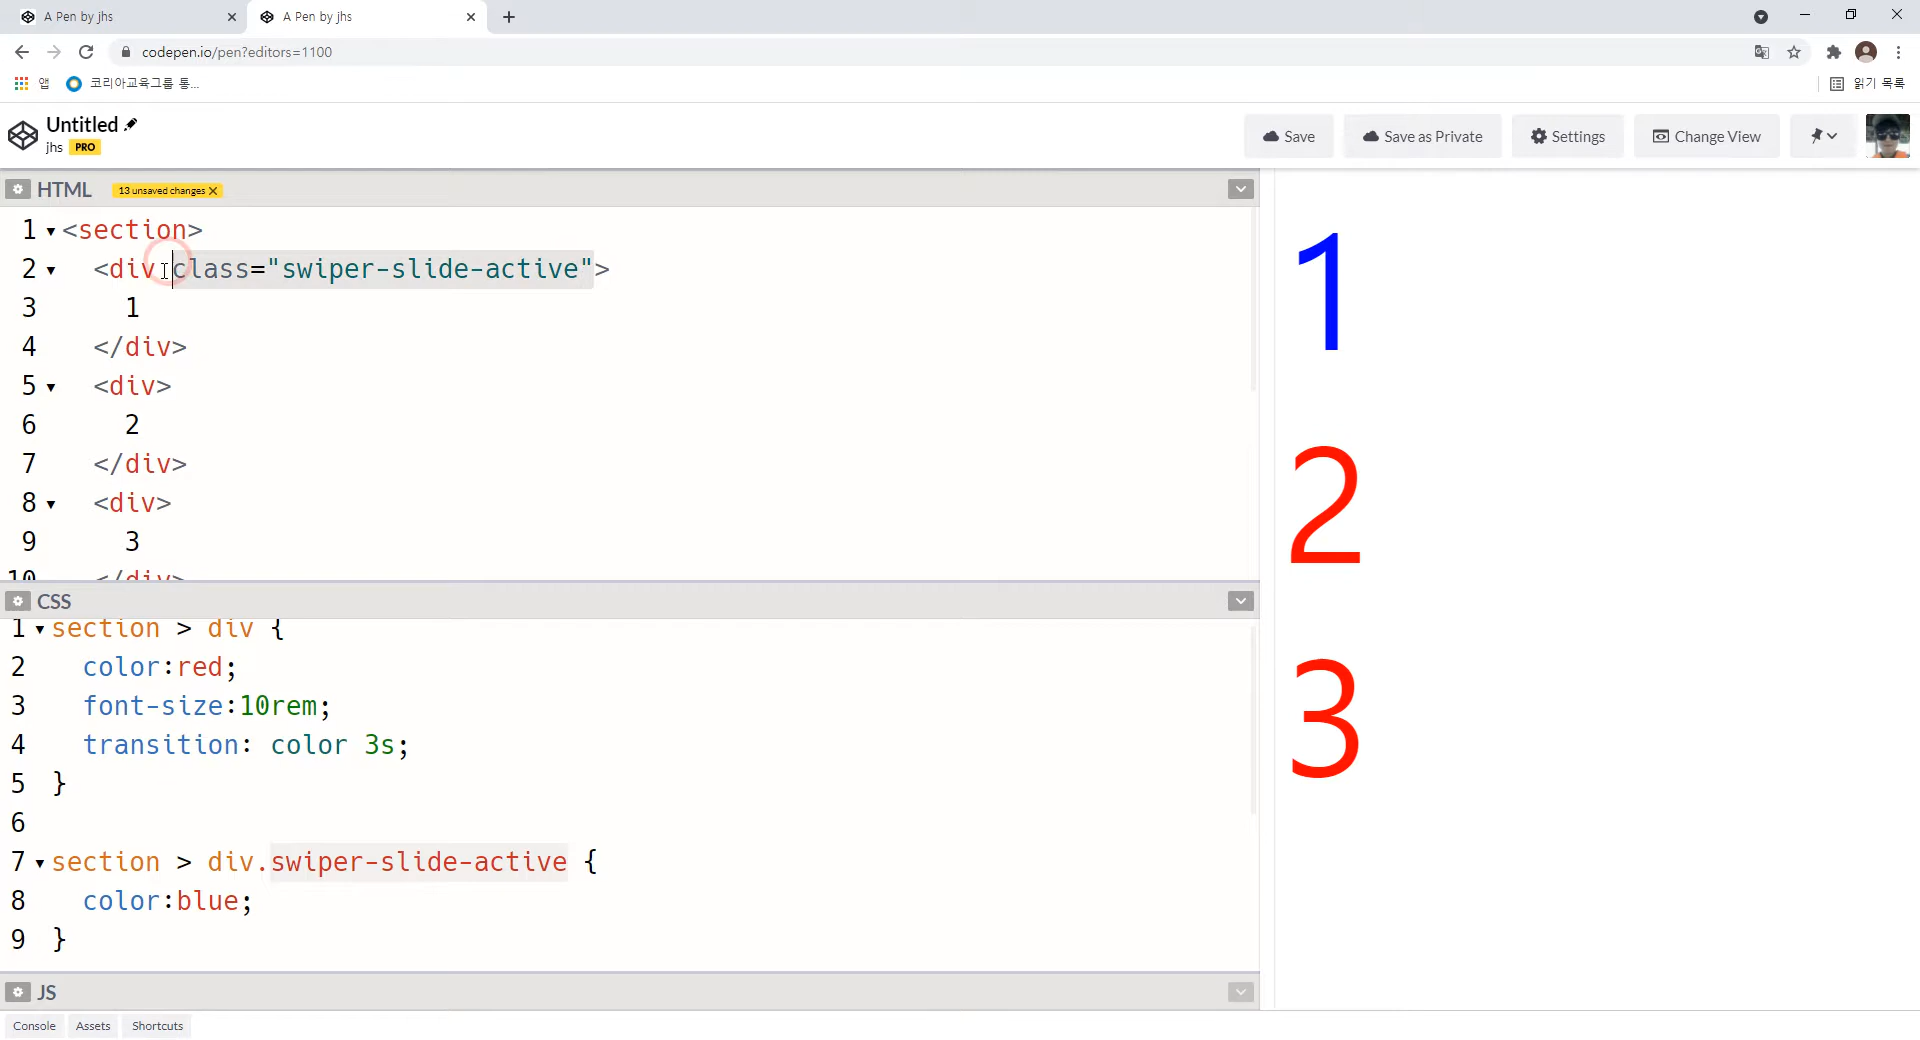 A Pen by jhs
A Pen by jhs
codepen.io/pen?editors=1100
앱
코리아교육그룹 통...
읽기 목록
Untitled
jhs PRO
Save
Save as Private
Settings
Change View
HTML 13 unsaved changes
1 <section>
2 <div class="swiper-slide-active">
3 1
4 </div>
5 <div>
6 2
7 </div>
8 <div>
9 3
10 </div>
CSS
1 section > div {
2 color:red;
3 font-size:10rem;
4 transition: color 3s;
5 }
6
7 section > div.swiper-slide-active {
8 color:blue;
9 }
JS
Console Assets Shortcuts
1
2
3